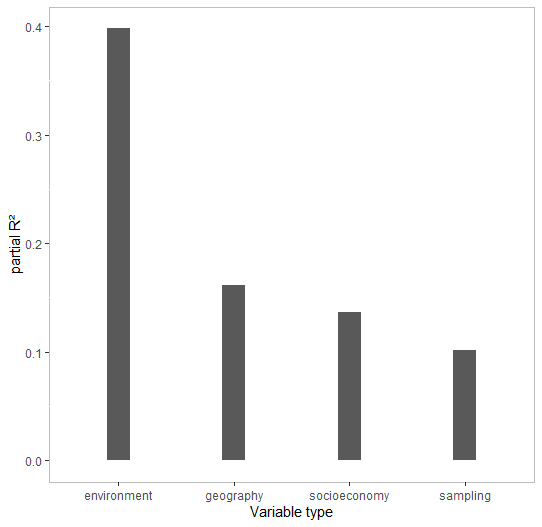 partial R²
0.4
0.3
0.2
0.1
0.0
environment geography socioeconomy sampling
Variable type